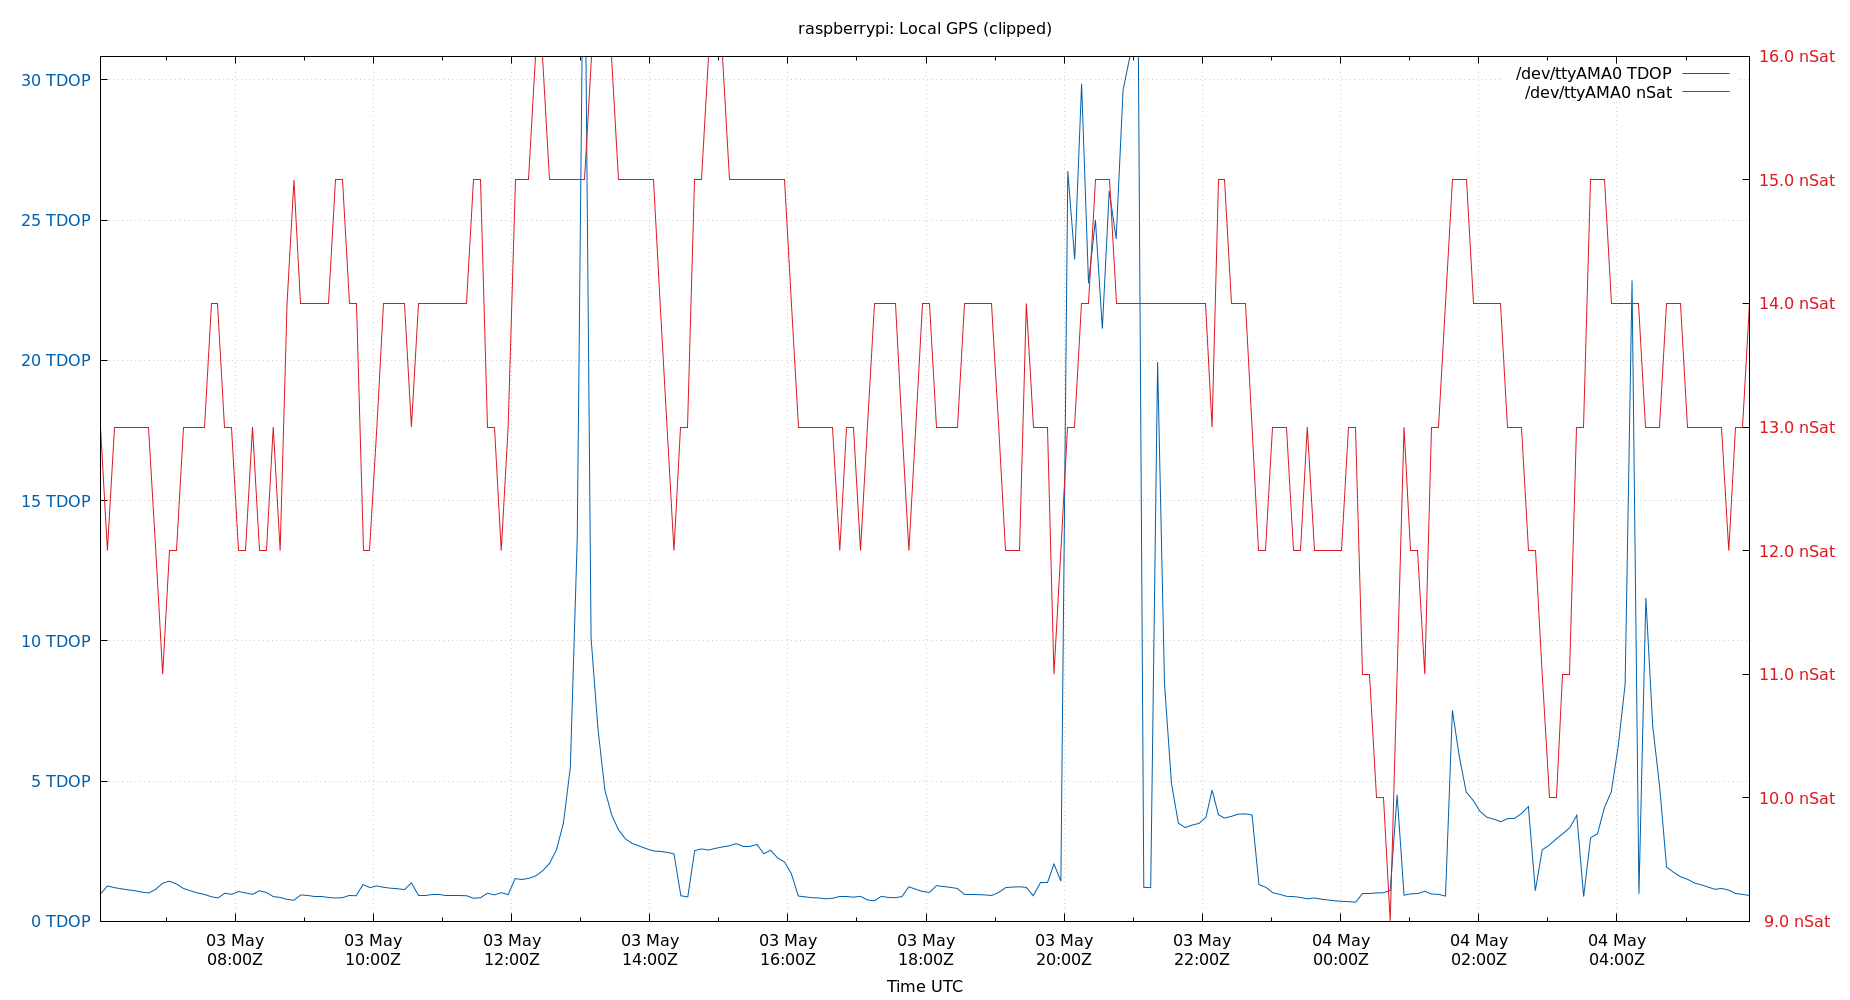 raspberrypi: Local GPS (clipped)
/dev/ttyAMA0 TDOP
/dev/ttyAMA0 nSat
30 TDOP
25 TDOP
20 TDOP
15 TDOP
10 TDOP
5 TDOP
0 TDOP
16.0 nSat
15.0 nSat
14.0 nSat
13.0 nSat
12.0 nSat
11.0 nSat
10.0 nSat
9.0 nSat
03 May
08:00Z
03 May
10:00Z
03 May
12:00Z
03 May
14:00Z
03 May
16:00Z
03 May
18:00Z
03 May
20:00Z
03 May
22:00Z
04 May
00:00Z
04 May
02:00Z
04 May
04:00Z
Time UTC